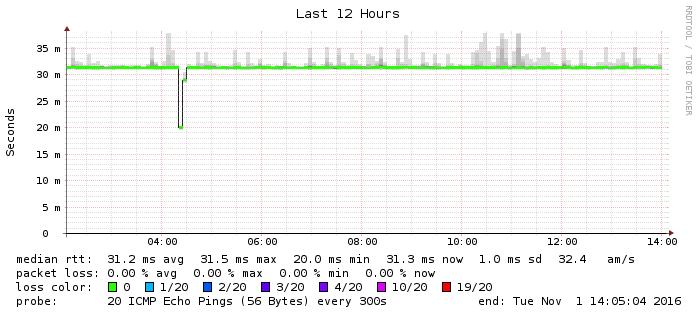 Last 12 Hours
RRDTOOL / TOBI OETIKER
Seconds
35 m
30 m
25 m
20 m
15 m
10 m
5 m
0
04:00 06:00 08:00 10:00 12:00 14:00
median rtt: 31.2 ms avg 31.5 ms max 20.0 ms min 31.3 ms now 1.0 ms sd 32.4 am/s
packet loss: 0.00 % avg 0.00 % max 0.00 % min 0.00 % now
loss color: 0 1/20 2/20 3/20 4/20 10/20 19/20
probe: 20 ICMP Echo Pings (56 Bytes) every 300s end: Tue Nov 1 14:05:04 2016